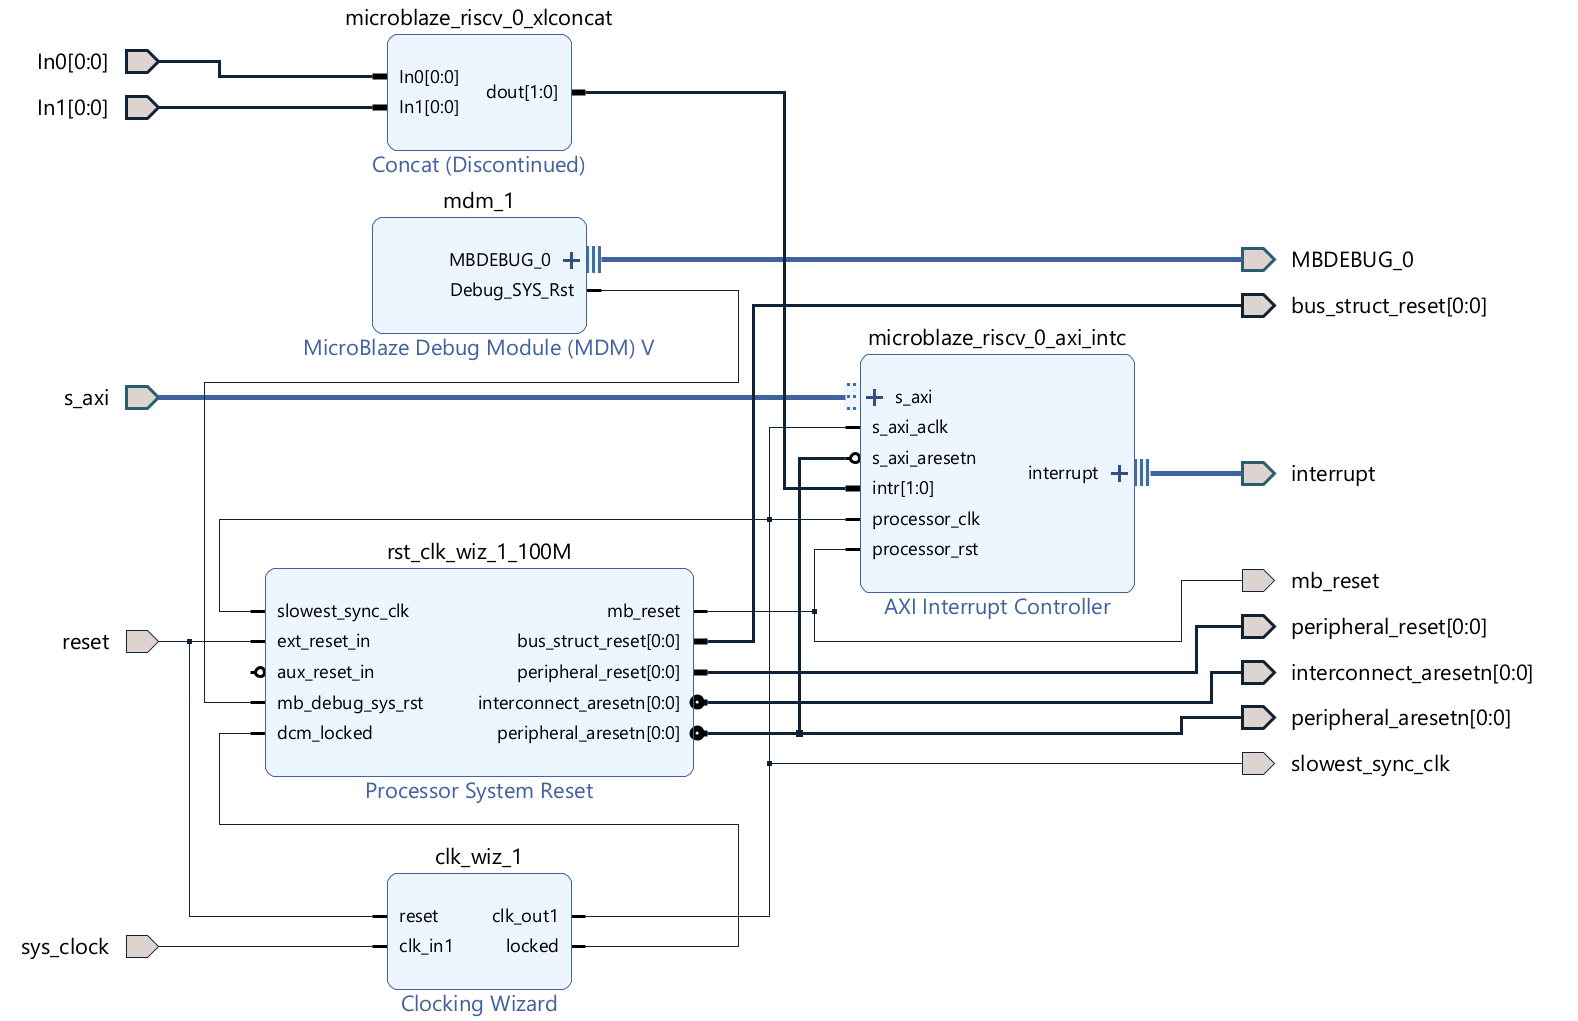 microblaze_riscv_0_xlconcat
In0[0:0]
In1[0:0]
In0[0:0]
In1[0:0]
dout[1:0]
Concat (Discontinued)
mdm_1
MBDEBUG_0
Debug_SYS_Rst
MicroBlaze Debug Module (MDM) V
MBDEBUG_0
bus_struct_reset[0:0]
microblaze_riscv_0_axi_intc
s_axi
s_axi
s_axi_aclk
s_axi_aresetn
intr[1:0]
processor_clk
processor_rst
interrupt
AXI Interrupt Controller
interrupt
rst_clk_wiz_1_100M
reset
slowest_sync_clk
ext_reset_in
aux_reset_in
mb_debug_sys_rst
dcm_locked
mb_reset
bus_struct_reset[0:0]
peripheral_reset[0:0]
interconnect_aresetn[0:0]
peripheral_aresetn[0:0]
Processor System Reset
mb_reset
peripheral_reset[0:0]
interconnect_aresetn[0:0]
peripheral_aresetn[0:0]
slowest_sync_clk
clk_wiz_1
sys_clock
reset
clk_in1
clk_out1
locked
Clocking Wizard